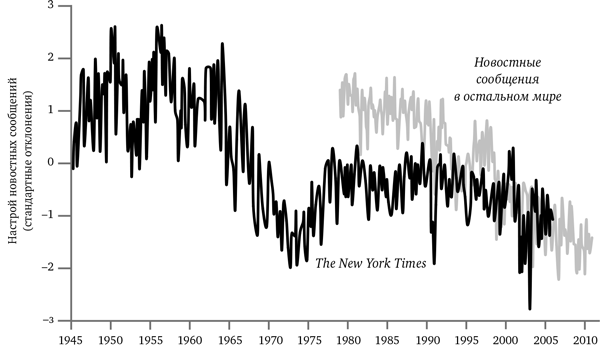 Настрой новостных сообщений
(стандартные отклонения)
3
2
1
0
−1
−2
−3
Новостные
сообщения
в остальном мире
The New York Times
1945 1950 1955 1960 1965 1970 1975 1980 1985 1990 1995 2000 2005 2010